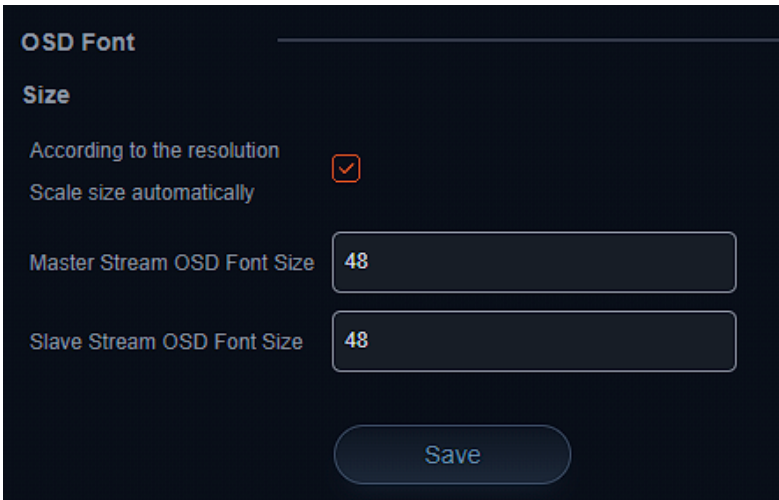 OSD Font
Size
According to the resolution
Scale size automatically
Master Stream OSD Font Size
48
Slave Stream OSD Font Size
48
Save